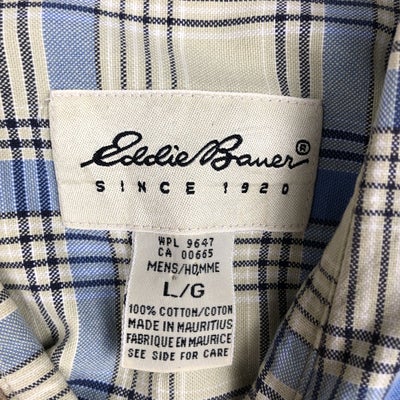 Eddie Bauer®
SINCE 1920
WPL 9647
CA 00665
MENS/HOMME
L/G
100% COTTON/COTON
MADE IN MAURITIUS
FABRIQUE EN MAURICE
SEE SIDE FOR CARE